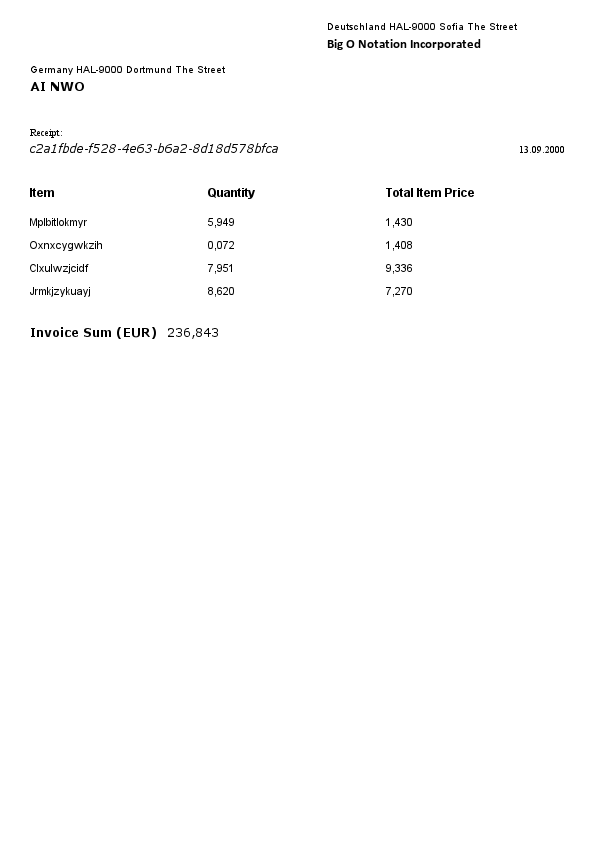 Deutschland HAL-9000 Sofia The Street
Big O Notation Incorporated
Germany HAL-9000 Dortmund The Street
AI NWO
Receipt:
c2a1fbde-f528-4e63-b6a2-8d18d578bfca 13.09.2000
Item Quantity Total Item Price
Mplbitlokmyr 5,949 1,430
Oxnxcygwkzih 0,072 1,408
Clxulwzjcidf 7,951 9,336
Jrmkjzykuayj 8,620 7,270
Invoice Sum (EUR) 236,843